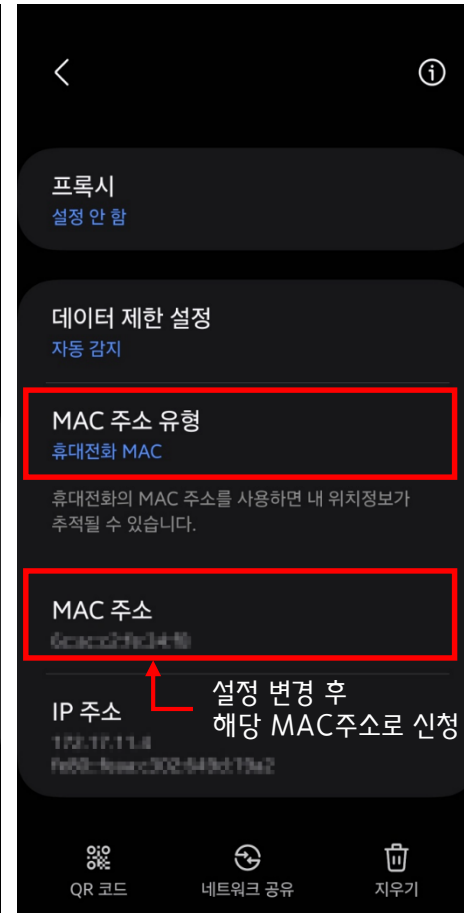 프록시
설정 안 함
데이터 제한 설정
자동 감지
MAC 주소 유형
휴대전화 MAC
휴대전화의 MAC 주소를 사용하면 내 위치정보가
추적될 수 있습니다.
MAC 주소
설정 변경 후
해당 MAC주소로 신청
IP 주소
QR 코드
네트워크 공유
지우기